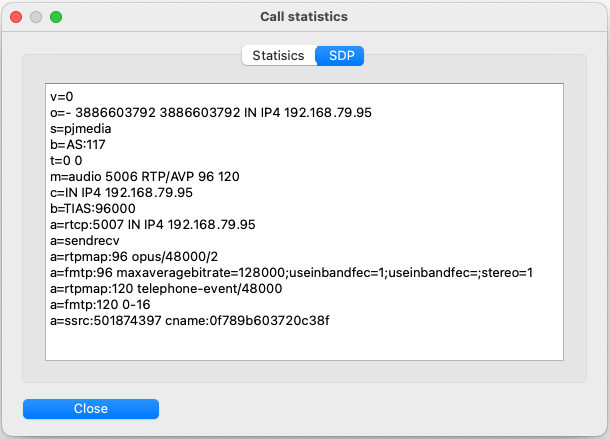 Call statistics
Statisics
SDP
v=0
o=- 3886603792 3886603792 IN IP4 192.168.79.95
s=pjmedia
b=AS:117
t=0 0
m=audio 5006 RTP/AVP 96 120
c=IN IP4 192.168.79.95
b=TIAS:96000
a=rtcp:5007 IN IP4 192.168.79.95
a=sendrecv
a=rtpmap:96 opus/48000/2
a=fmtp:96 maxaveragebitrate=128000;useinbandfec=1;useinbandfec=;stereo=1
a=rtpmap:120 telephone-event/48000
a=fmtp:120 0-16
a=ssrc:501874397 cname:0f789b603720c38f
Close